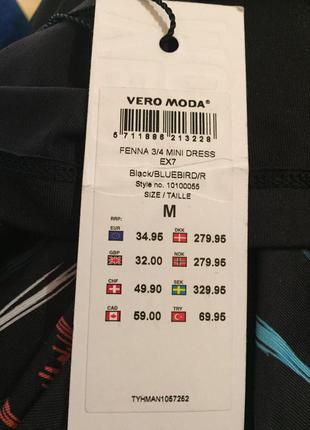 VERO MODA®
5 711886 213228
FENNA 3/4 MINI DRESS
EX7
Black/BLUEBIRD/R
Style no. 10100055
SIZE / TAILLE
M
RRP:
EUR 34.95 DKK 279.95
GBP 32.00 NOK 279.95
CHF 49.90 SEK 329.95
CAD 59.00 TRY 69.95
TYHMAN1057252